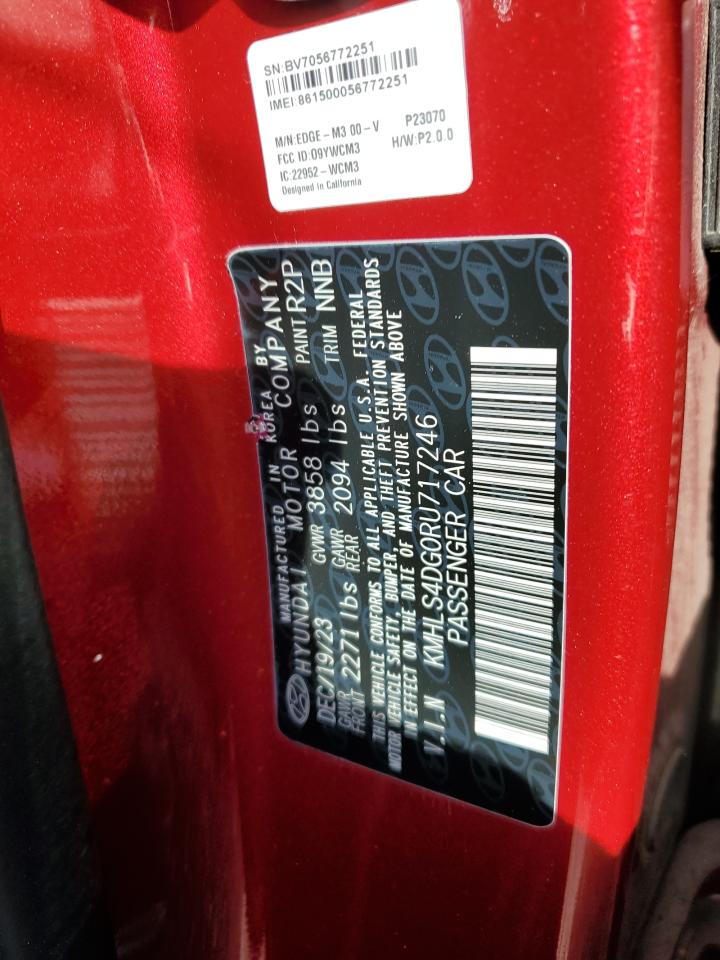 SN:BV7056772251
IMEI:861500056772251
M/N:EDGE-M3 00-V P23070
FCC ID:O9YWCM3 H/W:P2.0.0
IC:22952-WCM3
Designed in California
MANUFACTURED IN KOREA BY
HYUNDAI MOTOR COMPANY
DEC/19/23 GVWR 3858 lbs PAINT R2P
GAWR FRONT 2271 lbs GAWR REAR 2094 lbs TRIM NNB
THIS VEHICLE CONFORMS TO ALL APPLICABLE U.S.A. FEDERAL
MOTOR VEHICLE SAFETY, BUMPER, AND THEFT PREVENTION STANDARDS
IN EFFECT ON THE DATE OF MANUFACTURE SHOWN ABOVE
V.I.N KMHLS4DG0RU717246
PASSENGER CAR